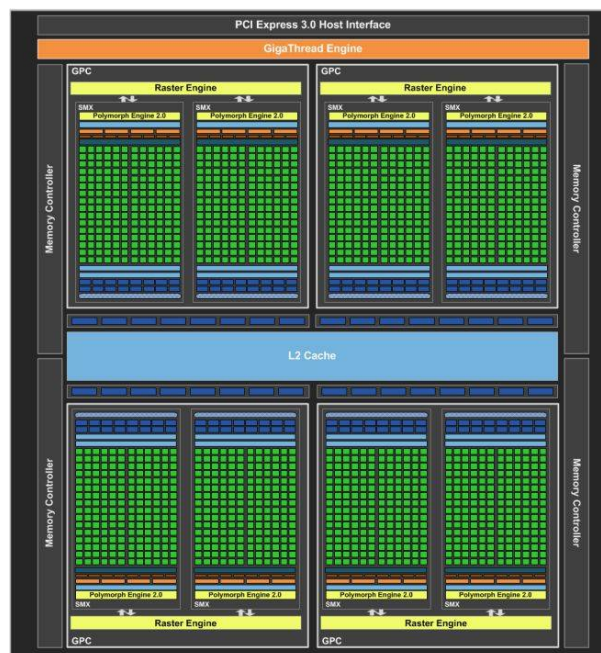 PCI Express 3.0 Host Interface
GigaThread Engine
Memory Controller
GPC
Raster Engine
SMX
Polymorph Engine 2.0
SMX
Polymorph Engine 2.0
GPC
Raster Engine
SMX
Polymorph Engine 2.0
SMX
Polymorph Engine 2.0
Memory Controller
L2 Cache
Memory Controller
Polymorph Engine 2.0
SMX
Polymorph Engine 2.0
SMX
Raster Engine
GPC
Polymorph Engine 2.0
SMX
Polymorph Engine 2.0
SMX
Raster Engine
GPC
Memory Controller